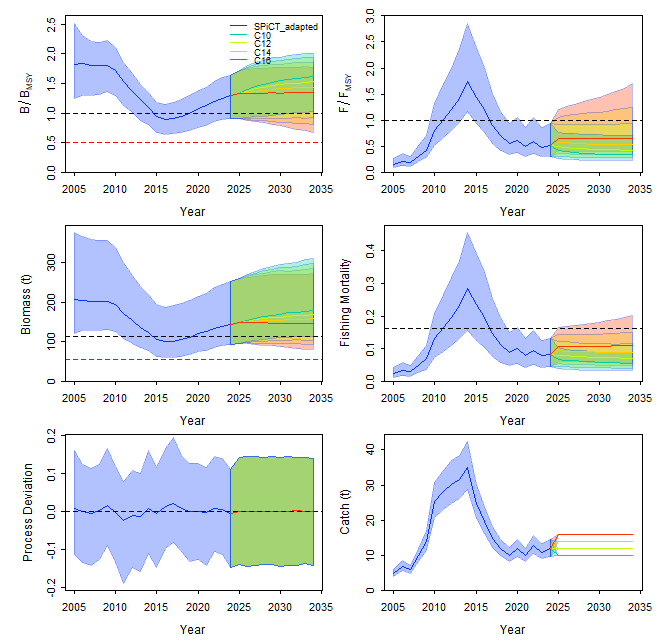 SPiCT_adapted
C10
C12
C14
C16
B / B_MSY
0.0 0.5 1.0 1.5 2.0 2.5
2005 2010 2015 2020 2025 2030 2035
Year
F / F_MSY
0.0 0.5 1.0 1.5 2.0 2.5 3.0
2005 2010 2015 2020 2025 2030 2035
Year
Biomass (t)
0 100 200 300
2005 2010 2015 2020 2025 2030 2035
Year
Fishing Mortality
0.0 0.1 0.2 0.3 0.4
2005 2010 2015 2020 2025 2030 2035
Year
Process Deviation
-0.2 -0.1 0.0 0.1 0.2
2005 2010 2015 2020 2025 2030 2035
Year
Catch (t)
0 10 20 30 40
2005 2010 2015 2020 2025 2030 2035
Year